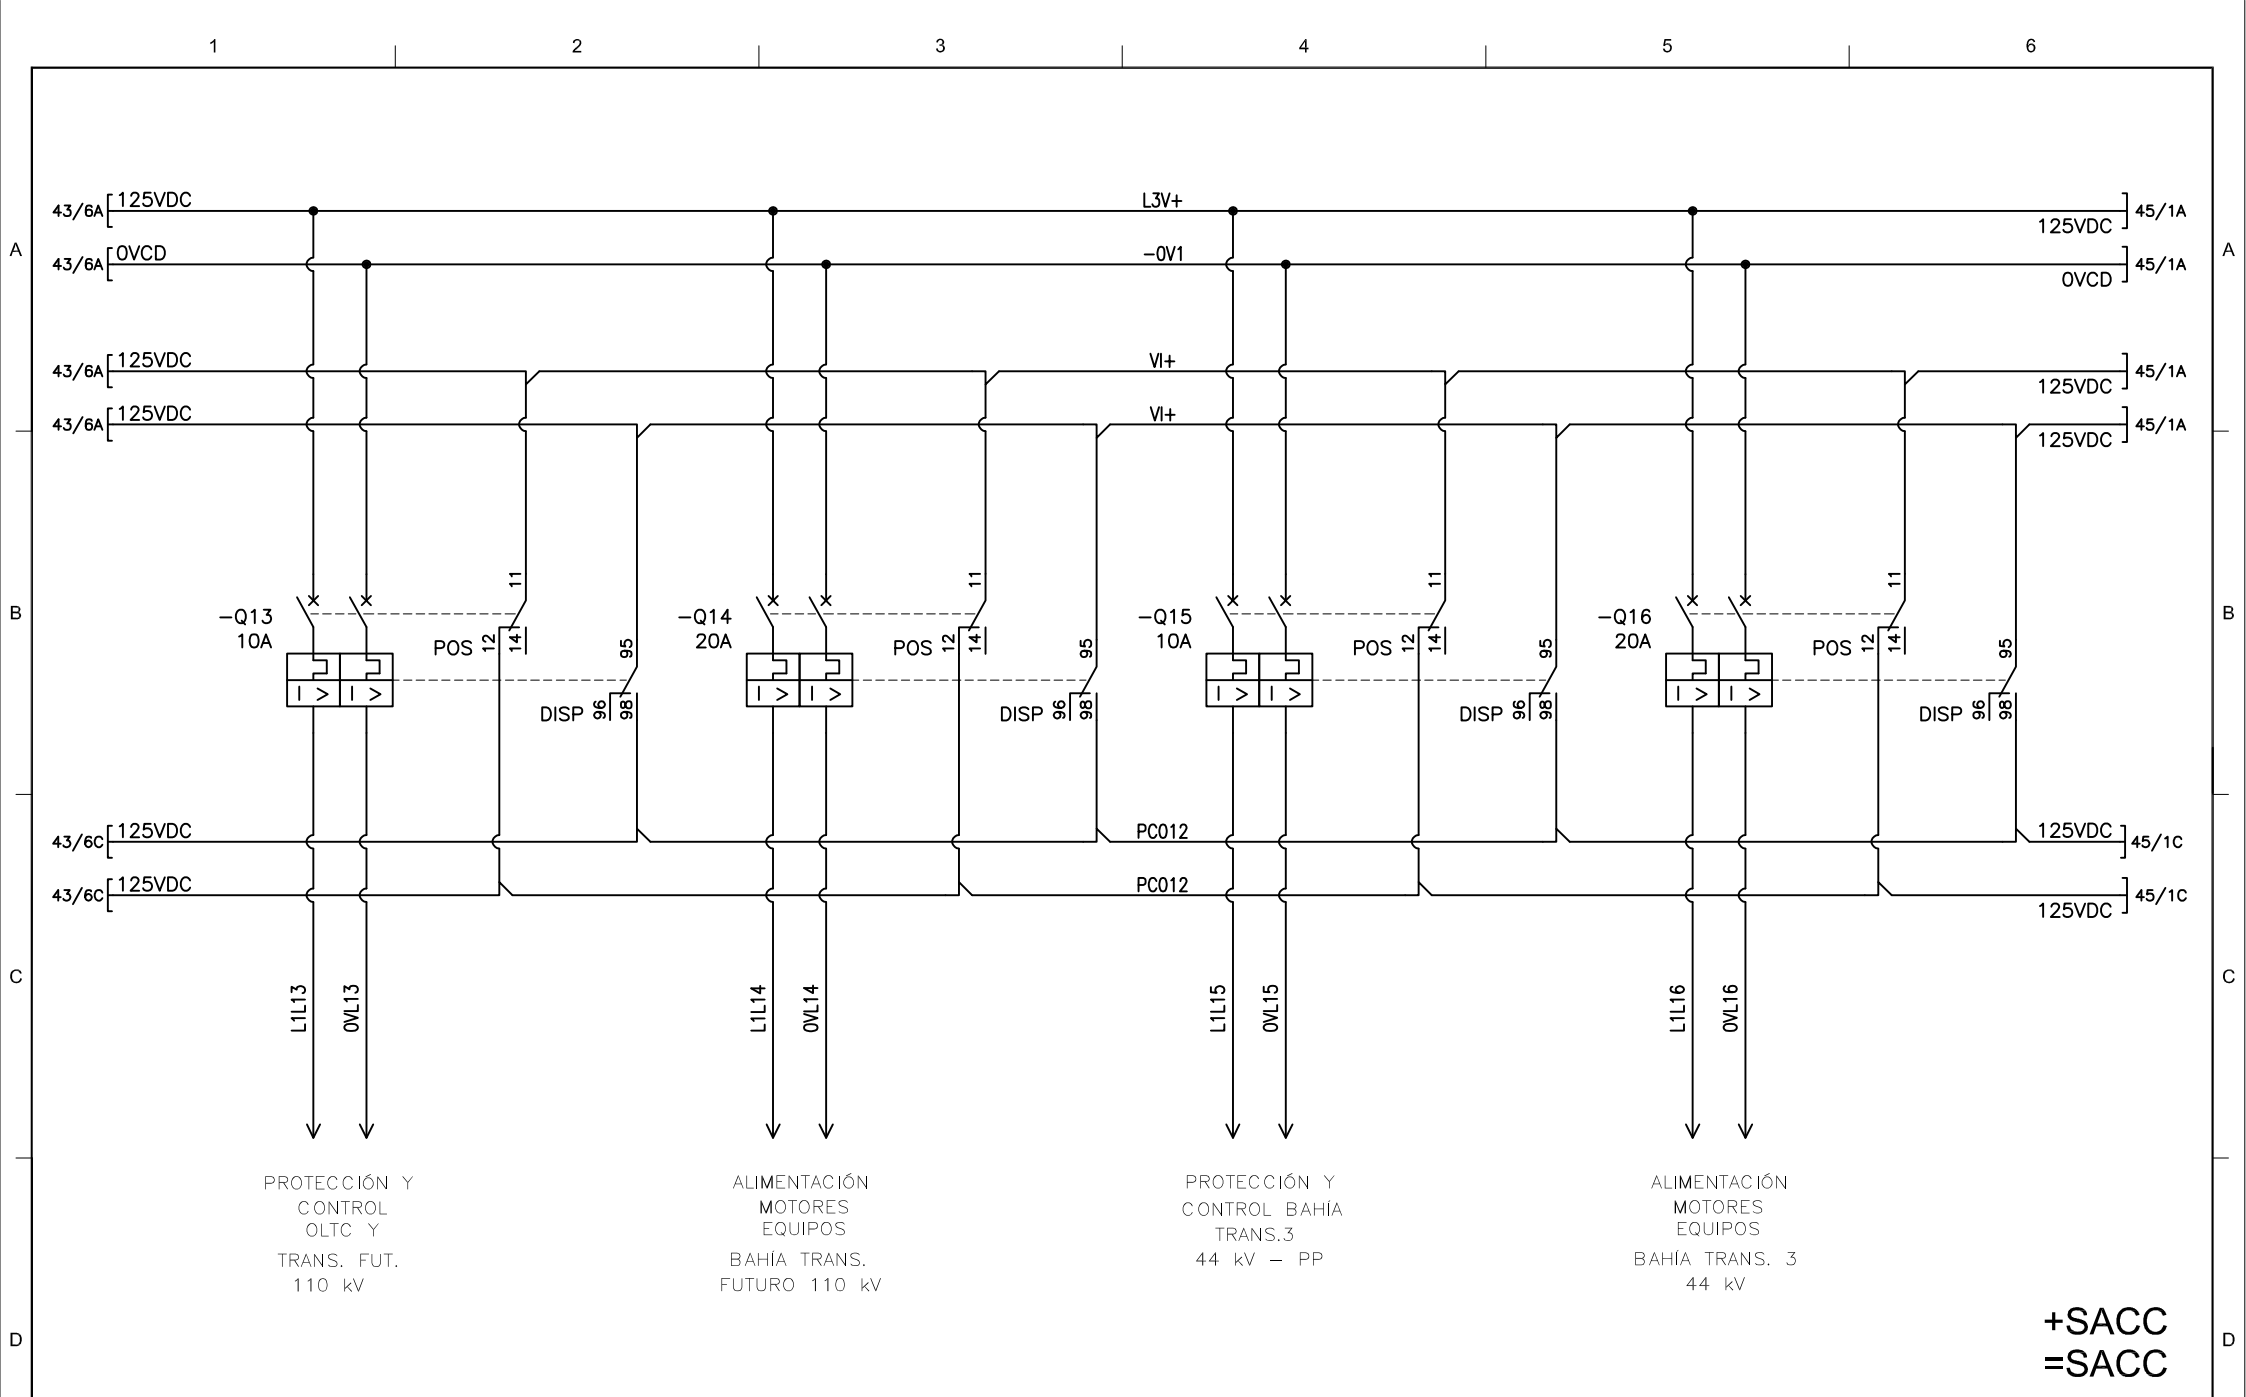 1 2 3 4 5 6
43/6A 125VDC L3V+ 125VDC 45/1A
A 43/6A 0VCD -0V1 0VCD 45/1A A
43/6A 125VDC VI+ 125VDC 45/1A
43/6A 125VDC VI+ 125VDC 45/1A
11 11 11 11
B -Q13 -Q14 -Q15 -Q16 B
10A 20A 10A 20A
POS 12 14 95 POS 12 14 95 POS 12 14 95 POS 12 14 95
I > I > I > I > I > I > I > I >
DISP 96 98 DISP 96 98 DISP 96 98 DISP 96 98
43/6C 125VDC PC012 125VDC 45/1C
43/6C 125VDC PC012 125VDC 45/1C
C L1L13 0VL13 L1L14 0VL14 L1L15 0VL15 L1L16 0VL16 C
PROTECCIÓN Y
CONTROL
OLTC Y
TRANS. FUT.
110 kV
ALIMENTACIÓN
MOTORES
EQUIPOS
BAHÍA TRANS.
FUTURO 110 kV
PROTECCIÓN Y
CONTROL BAHÍA
TRANS.3
44 kV – PP
ALIMENTACIÓN
MOTORES
EQUIPOS
BAHÍA TRANS. 3
44 kV
+SACC
D D
=SACC